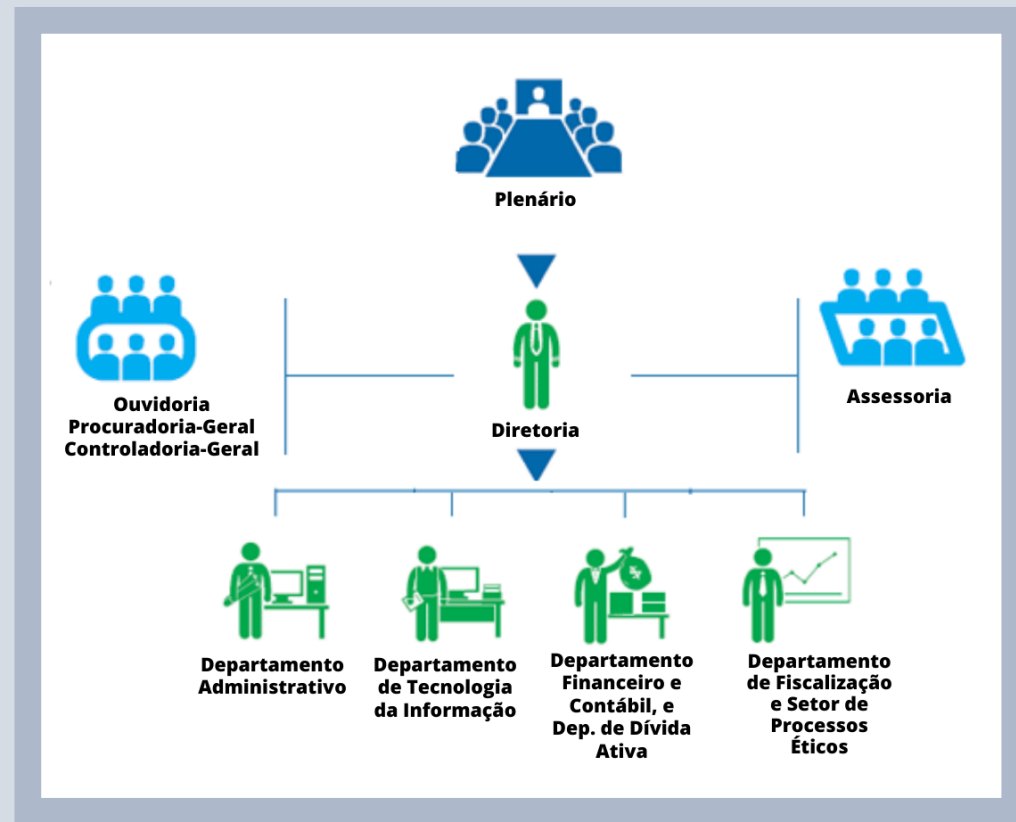 Plenário
Ouvidoria
Procuradoria-Geral
Controladoria-Geral
Diretoria
Assessoria
Departamento
Administrativo
Departamento
de Tecnologia
da Informação
Departamento
Financeiro e
Contábil, e
Dep. de Dívida
Ativa
Departamento
de Fiscalização
e Setor de
Processos
Éticos